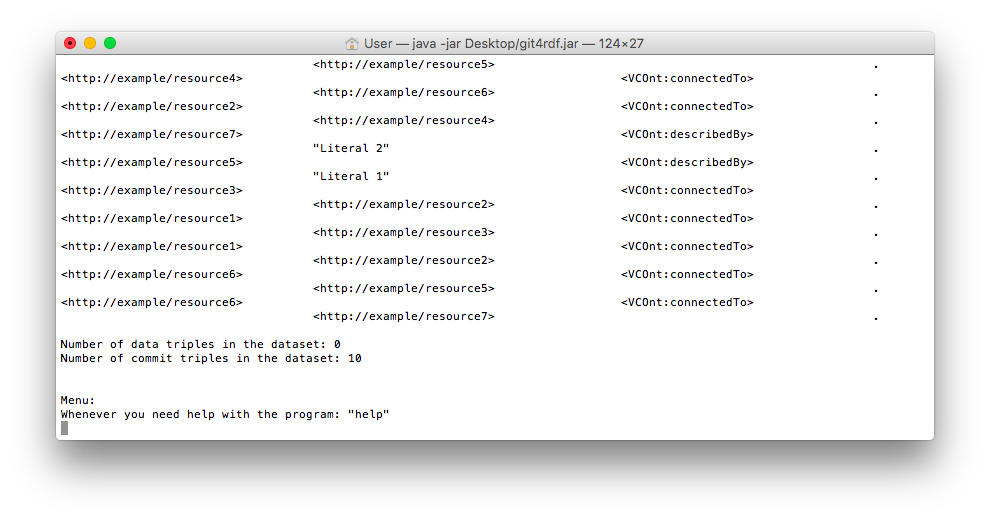 User — java -jar Desktop/git4rdf.jar — 124×27
<http://example/resource5> .
<http://example/resource4> <VCOnt:connectedTo>
<http://example/resource6> .
<http://example/resource2> <VCOnt:connectedTo>
<http://example/resource4> .
<http://example/resource7> <VCOnt:describedBy>
"Literal 2" .
<http://example/resource5> <VCOnt:describedBy>
"Literal 1" .
<http://example/resource3> <VCOnt:connectedTo>
<http://example/resource2> .
<http://example/resource1> <VCOnt:connectedTo>
<http://example/resource3> .
<http://example/resource1> <VCOnt:connectedTo>
<http://example/resource2> .
<http://example/resource6> <VCOnt:connectedTo>
<http://example/resource5> .
<http://example/resource6> <VCOnt:connectedTo>
<http://example/resource7> .
Number of data triples in the dataset: 0
Number of commit triples in the dataset: 10
Menu:
Whenever you need help with the program: "help"